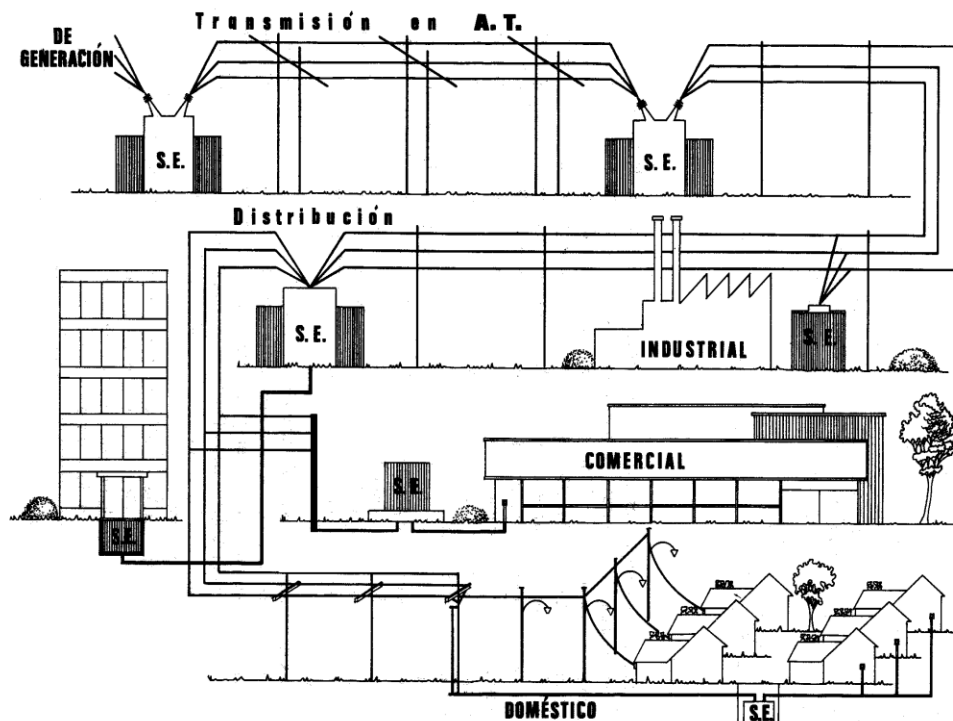 Transmisión en A. T.
DE
GENERACIÓN
S. E.
S. E.
Distribución
S. E.
INDUSTRIAL
S. E.
COMERCIAL
S. E.
S. E.
DOMÉSTICO
S. E.